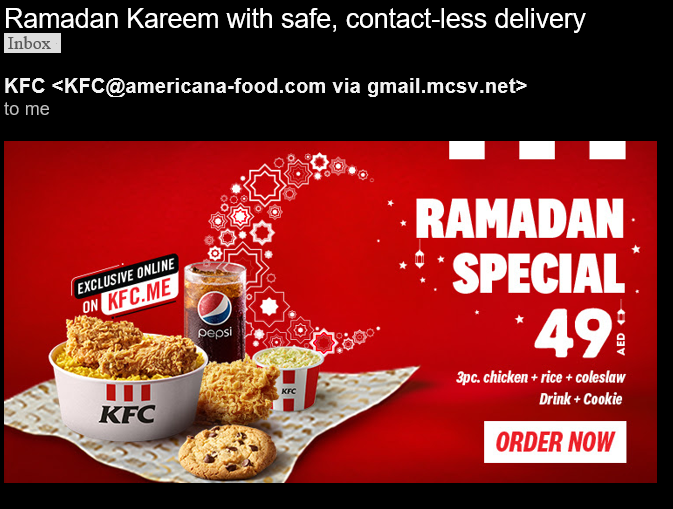 Ramadan Kareem with safe, contact-less delivery
Inbox
KFC <KFC@americana-food.com via gmail.mcsv.net>
to me
RAMADAN
SPECIAL
49 AED
3pc. chicken + rice + coleslaw
Drink + Cookie
ORDER NOW
EXCLUSIVE ONLINE
ON KFC.ME
pepsi
KFC
KFC